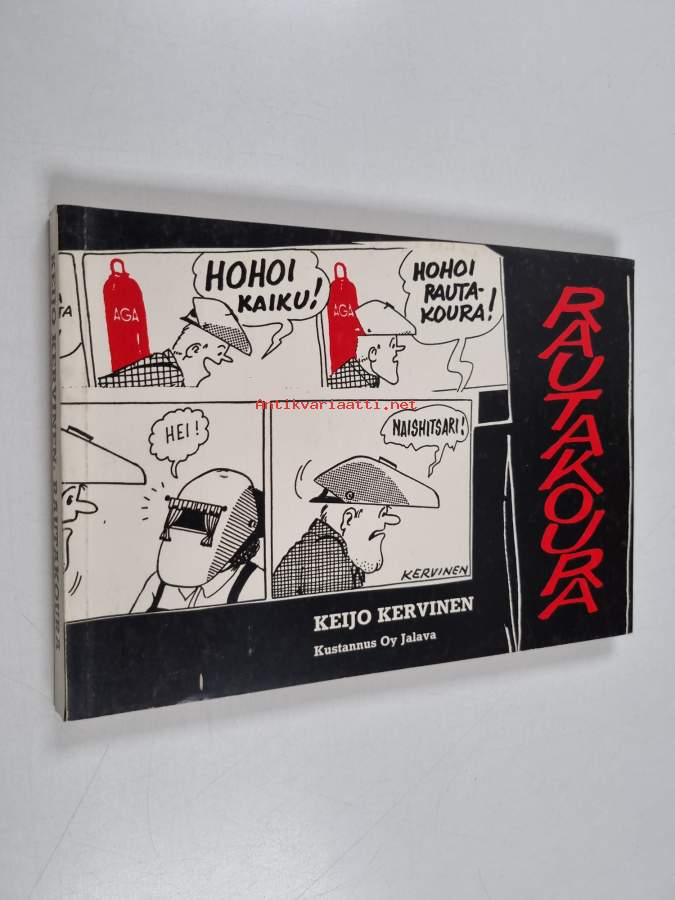 HOHOI
KAIKU!
HOHOI
RAUTA-
KOURA!
TA
AGA
AGA
HEI!
NAISHITSARI!
KERVINEN
RAUTAKOURA
KEIJO KERVINEN
Kustannus Oy Jalava
KEIJO KERVINEN: RAUTAKOURA
Antikvariaatti.net